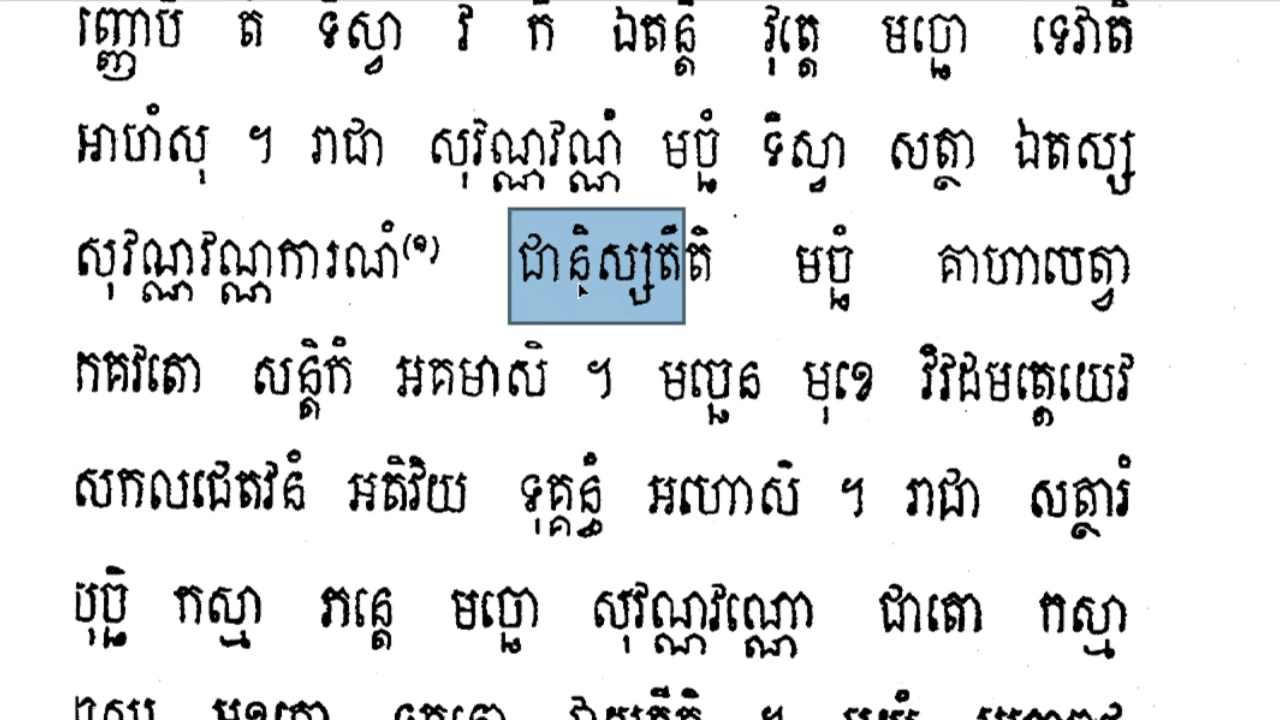 រញ្ញាបិ តំ ទិស្វា វ កឹ ឯតន្តិ វុត្តេ មច្ឆោ ទេវាតិ
អាហំសុ ។ រាជា សុវណ្ណវណ្ណំ មច្ឆំ ទិស្វា សត្ថា ឯតស្ស
សុវណ្ណវណ្ណការណំ(១) ជានិស្សតីតិ មច្ឆំ គាហាបេត្វា
ភគវតោ សន្តិកំ អគមាសិ ។ មច្ឆេន មុខេ វិវដមត្តេយេវ
សកលជេតវនំ អតិវិយ ទុគ្គន្ធំ អហោសិ ។ រាជា សត្ថារំ
បុច្ឆិ កស្មា ភន្តេ មច្ឆោ សុវណ្ណវណ្ណោ ជាតោ កស្មា